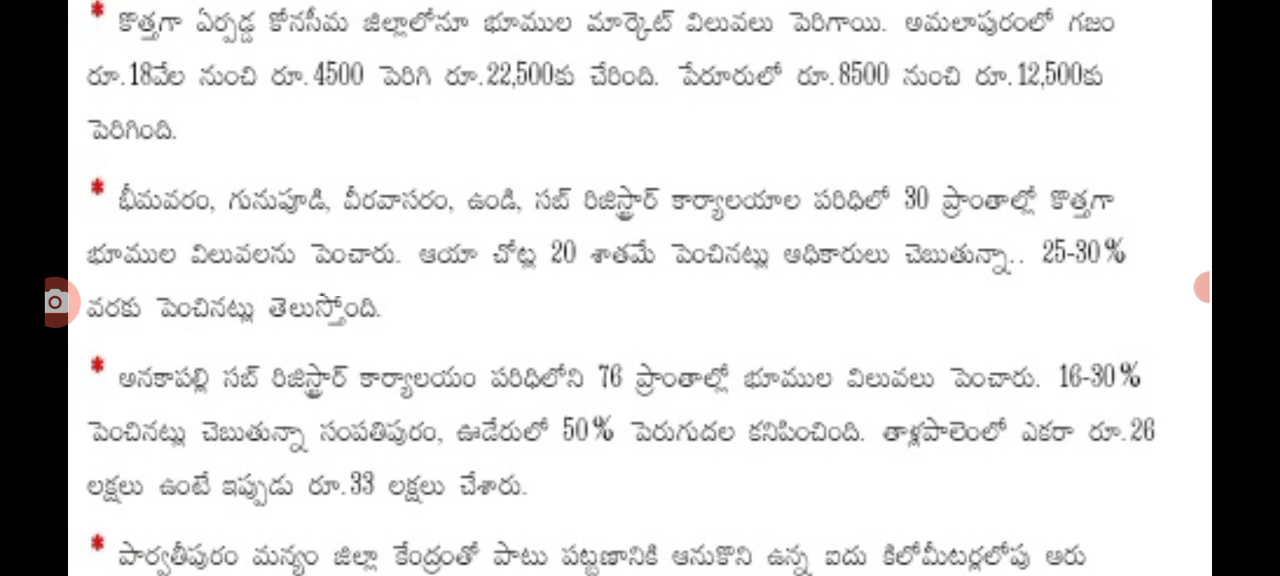 * కొత్తగా ఏర్పడ్డ కోనసీమ జిల్లాలోనూ భూముల మార్కెట్ విలువలు పెరిగాయి. అమలాపురంలో గజం
రూ.18వేల నుంచి రూ.4500 పెరిగి రూ.22,500కు చేరింది. పేరూరులో రూ.8500 నుంచి రూ.12,500కు
పెరిగింది.
* భీమవరం, గునుపూడి, వీరవాసరం, ఉండి, సబ్ రిజిస్ట్రార్ కార్యాలయాల పరిధిలో 30 ప్రాంతాల్లో కొత్తగా
భూముల విలువలను పెంచారు. ఆయా చోట్ల 20 శాతమే పెంచినట్లు అధికారులు చెబుతున్నా.. 25-30%
వరకు పెంచినట్లు తెలుస్తోంది.
* అనకాపల్లి సబ్ రిజిస్ట్రార్ కార్యాలయం పరిధిలోని 76 ప్రాంతాల్లో భూముల విలువలు పెంచారు. 16-30%
పెంచినట్లు చెబుతున్నా సంపతిపురం, ఊడేరులో 50% పెరుగుదల కనిపించింది. తాళ్లపాలెంలో ఎకరా రూ.26
లక్షలు ఉంటే ఇప్పుడు రూ.33 లక్షలు చేశారు.
* పార్వతీపురం మన్యం జిల్లా కేంద్రంతో పాటు పట్టణానికి ఆనుకొని ఉన్న ఐదు కిలోమీటర్లలోపు ఆరు